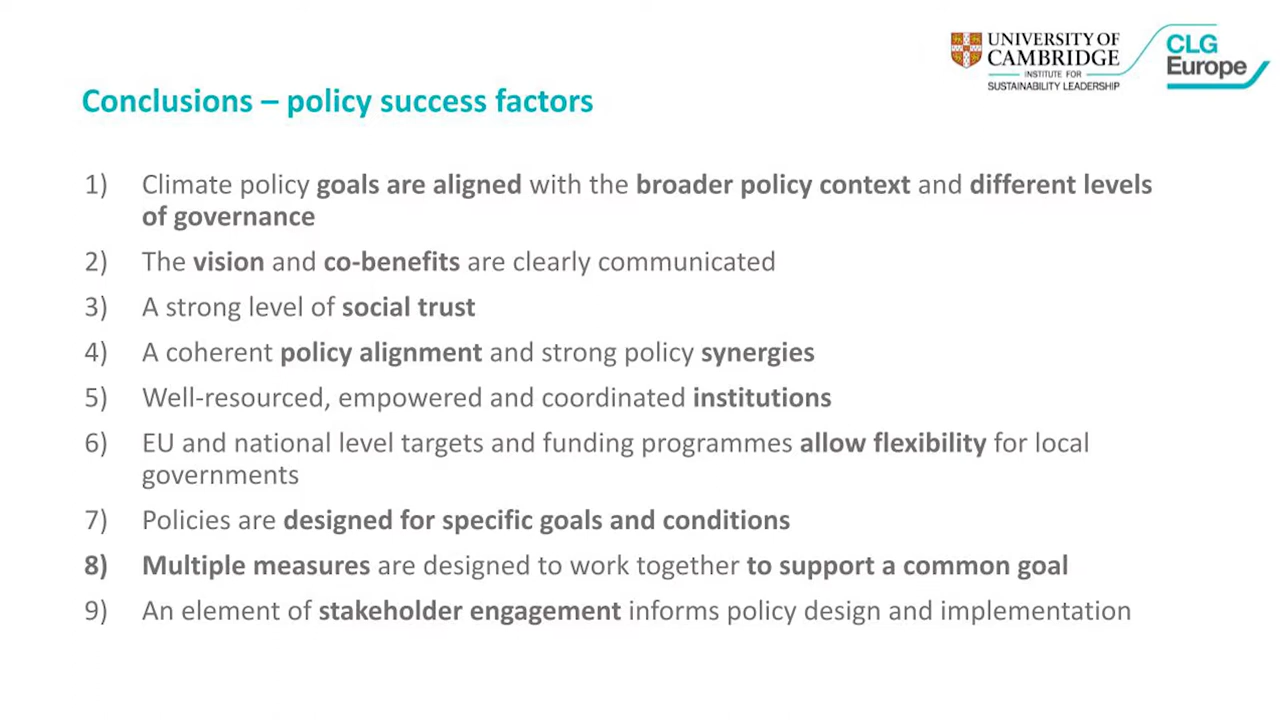 UNIVERSITY OF
CAMBRIDGE
INSTITUTE FOR
SUSTAINABILITY LEADERSHIP
CLG
Europe
Conclusions – policy success factors
1) Climate policy goals are aligned with the broader policy context and different levels
of governance
2) The vision and co-benefits are clearly communicated
3) A strong level of social trust
4) A coherent policy alignment and strong policy synergies
5) Well-resourced, empowered and coordinated institutions
6) EU and national level targets and funding programmes allow flexibility for local
governments
7) Policies are designed for specific goals and conditions
8) Multiple measures are designed to work together to support a common goal
9) An element of stakeholder engagement informs policy design and implementation